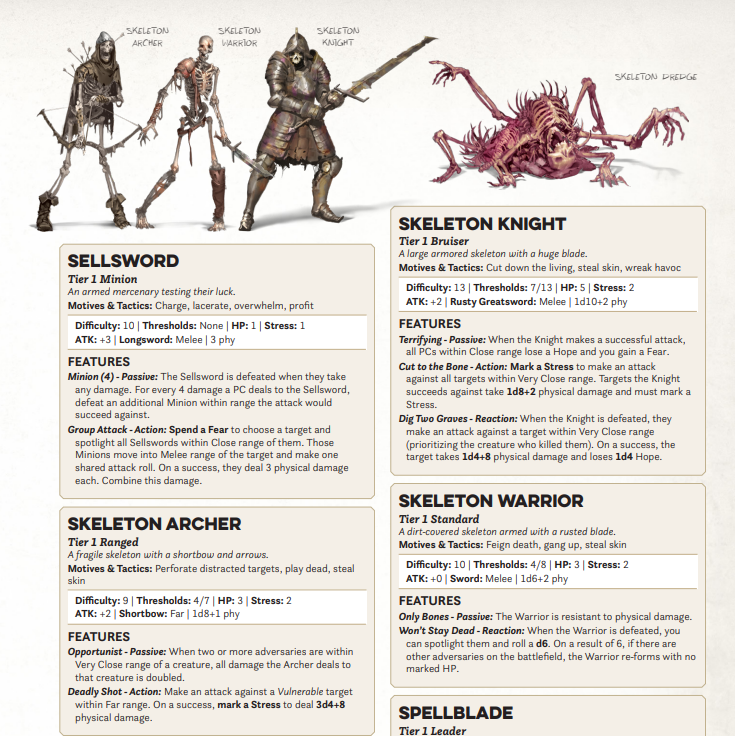 SKELETON
ARCHER
SKELETON
WARRIOR
SKELETON
KNIGHT
SKELETON DREDGE
SELLSWORD
Tier 1 Minion
An armed mercenary testing their luck.
Motives & Tactics: Charge, lacerate, overwhelm, profit
Difficulty: 10 | Thresholds: None | HP: 1 | Stress: 1
ATK: +3 | Longsword: Melee | 3 phy
FEATURES
Minion (4) - Passive: The Sellsword is defeated when they take
any damage. For every 4 damage a PC deals to the Sellsword,
defeat an additional Minion within range the attack would
succeed against.
Group Attack - Action: Spend a Fear to choose a target and
spotlight all Sellswords within Close range of them. Those
Minions move into Melee range of the target and make one
shared attack roll. On a success, they deal 3 physical damage
each. Combine this damage.
SKELETON ARCHER
Tier 1 Ranged
A fragile skeleton with a shortbow and arrows.
Motives & Tactics: Perforate distracted targets, play dead, steal
skin
Difficulty: 9 | Thresholds: 4/7 | HP: 3 | Stress: 2
ATK: +2 | Shortbow: Far | 1d8+1 phy
FEATURES
Opportunist - Passive: When two or more adversaries are within
Very Close range of a creature, all damage the Archer deals to
that creature is doubled.
Deadly Shot - Action: Make an attack against a Vulnerable target
within Far range. On a success, mark a Stress to deal 3d4+8
physical damage.
SKELETON KNIGHT
Tier 1 Bruiser
A large armored skeleton with a huge blade.
Motives & Tactics: Cut down the living, steal skin, wreak havoc
Difficulty: 13 | Thresholds: 7/13 | HP: 5 | Stress: 2
ATK: +2 | Rusty Greatsword: Melee | 1d10+2 phy
FEATURES
Terrifying - Passive: When the Knight makes a successful attack,
all PCs within Close range lose a Hope and you gain a Fear.
Cut to the Bone - Action: Mark a Stress to make an attack
against all targets within Very Close range. Targets the Knight
succeeds against take 1d8+2 physical damage and must mark a
Stress.
Dig Two Graves - Reaction: When the Knight is defeated, they
make an attack against a target within Very Close range
(prioritizing the creature who killed them). On a success, the
target takes 1d4+8 physical damage and loses 1d4 Hope.
SKELETON WARRIOR
Tier 1 Standard
A dirt-covered skeleton armed with a rusted blade.
Motives & Tactics: Feign death, gang up, steal skin
Difficulty: 10 | Thresholds: 4/8 | HP: 3 | Stress: 2
ATK: +0 | Sword: Melee | 1d6+2 phy
FEATURES
Only Bones - Passive: The Warrior is resistant to physical damage.
Won't Stay Dead - Reaction: When the Warrior is defeated, you
can spotlight them and roll a d6. On a result of 6, if there are
other adversaries on the battlefield, the Warrior re-forms with no
marked HP.
SPELLBLADE
Tier 1 Leader